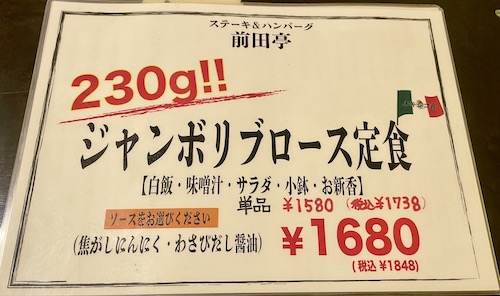 ステーキ&ハンバーグ
前田亭
230g!!
ジャンボリブロース定食
【白飯・味噌汁・サラダ・小鉢・お新香】
単品 ¥1580 (税込¥1738)
ソースをお選びください
(焦がしにんにく・わさびだし醤油)
¥1680
(税込 ¥1848)